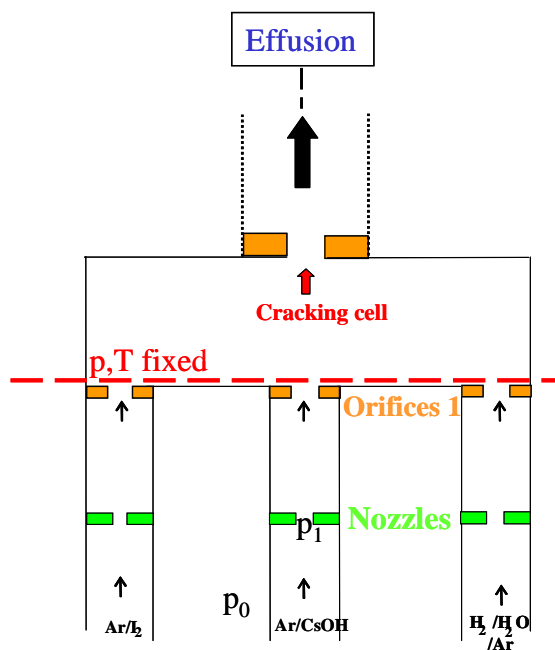 Effusion
Cracking cell
p,T fixed
Orifices 1
Nozzles
p₁
p₀
Ar/I₂
Ar/CsOH
H₂/H₂O
/Ar